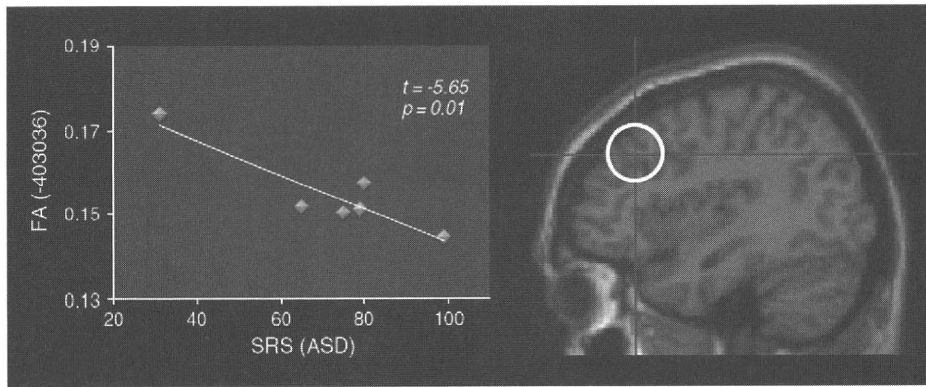 0.19
t = -5.65
p = 0.01
0.17
FA (-403036)
0.15
0.13
20 40 60 80 100
SRS (ASD)